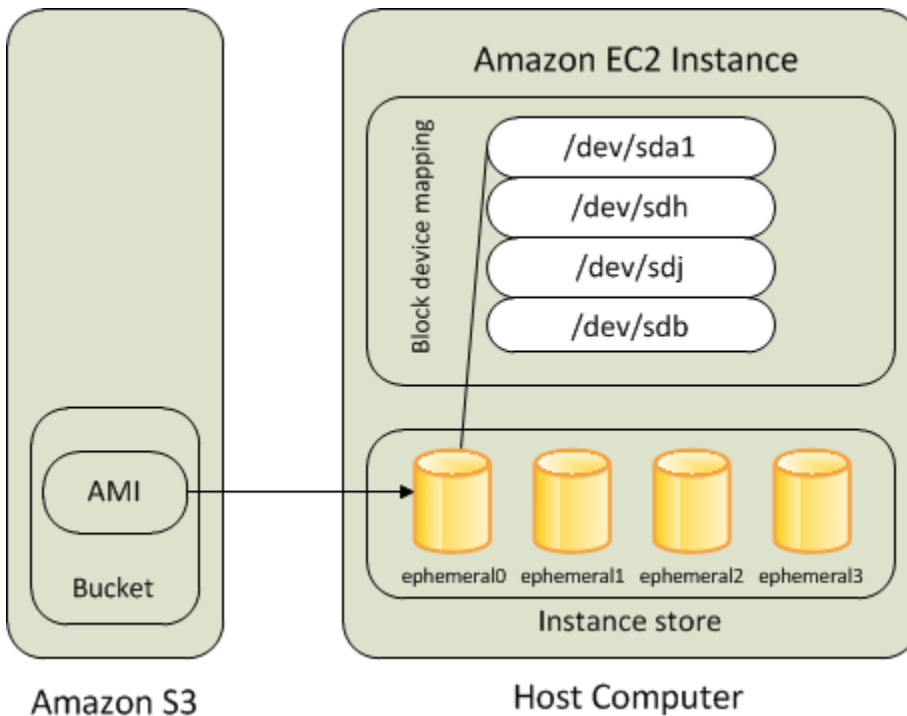 Amazon EC2 Instance
Block device mapping
/dev/sda1
/dev/sdh
/dev/sdj
/dev/sdb
AMI
Bucket
ephemeral0 ephemeral1 ephemeral2 ephemeral3
Instance store
Amazon S3
Host Computer